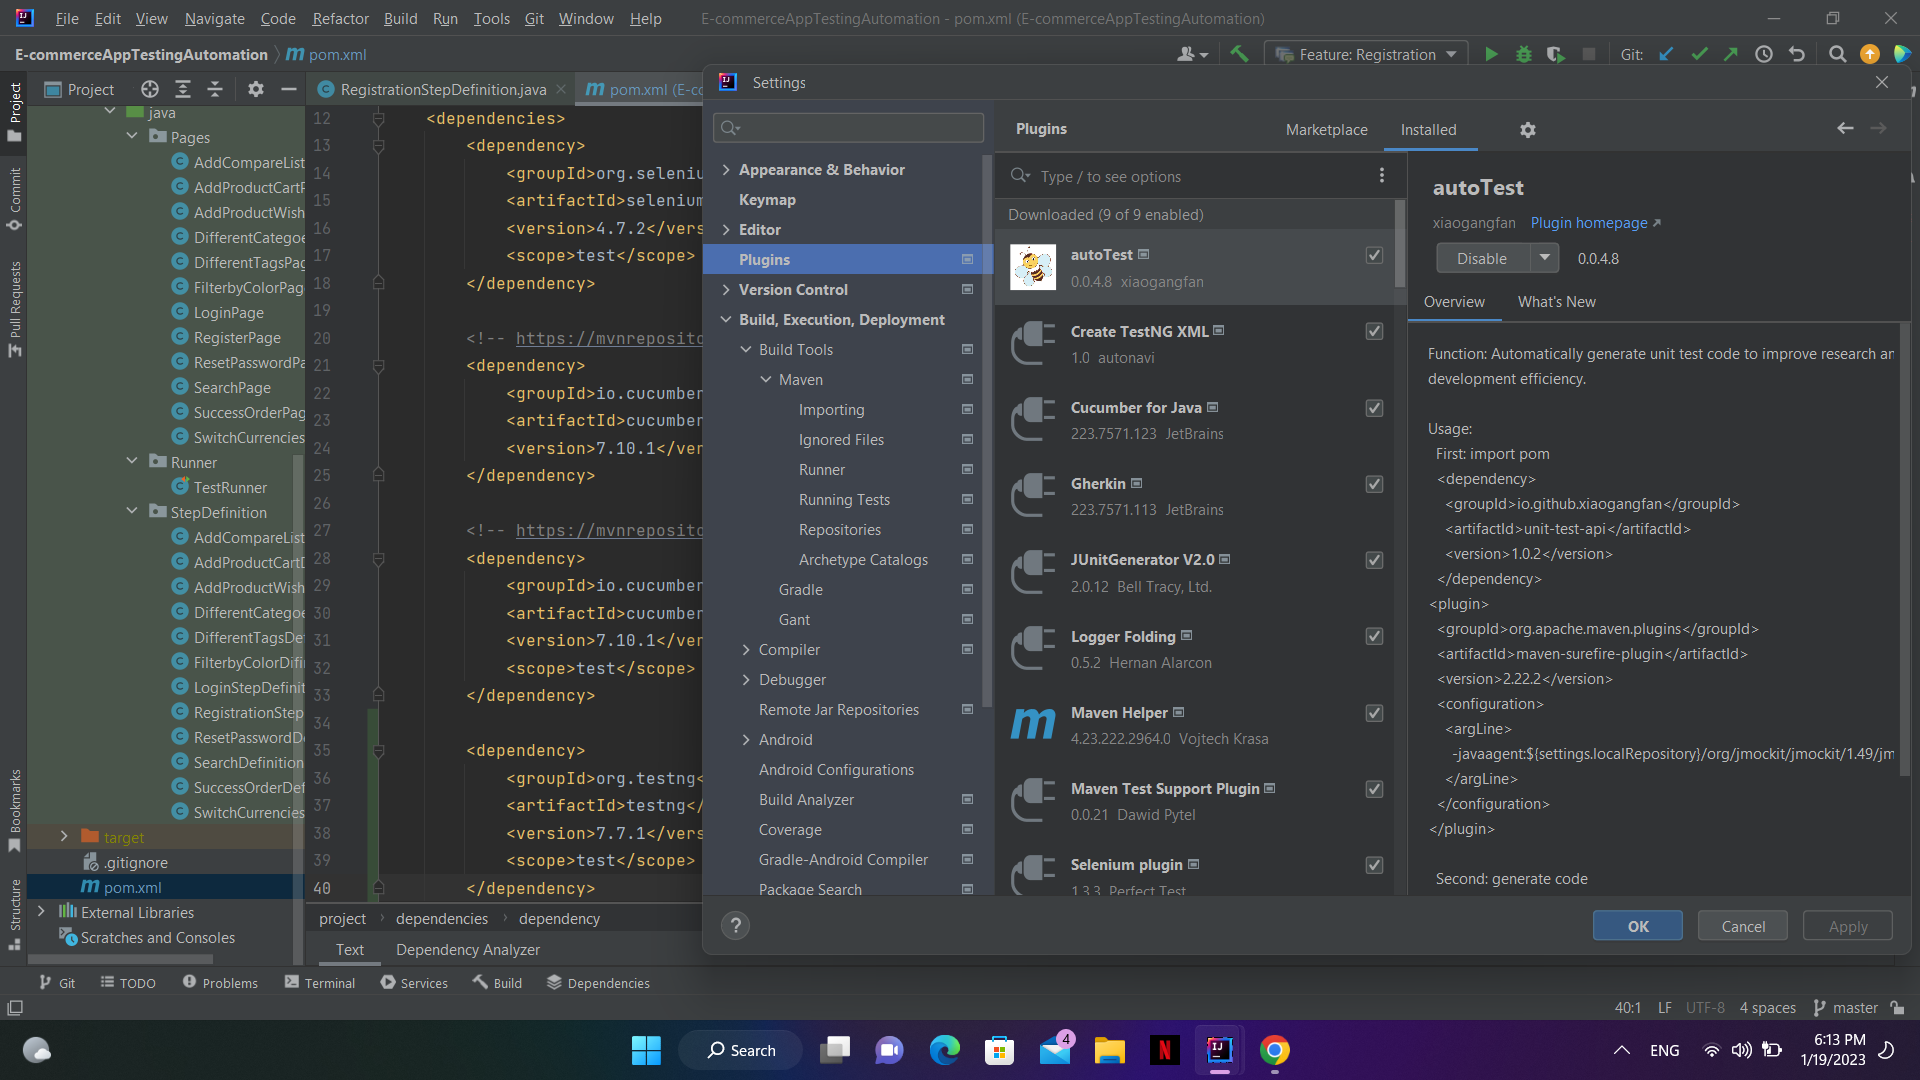 File Edit View Navigate Code Refactor Build Run Tools Git Window Help E-commerceAppTestingAutomation - pom.xml (E-commerceAppTestingAutomation)
E-commerceAppTestingAutomation pom.xml
Feature: Registration
Git:
Project
RegistrationStepDefinition.java
pom.xml (E-co
Project
Commit
Pull Requests
Bookmarks
Structure
java
Pages
AddCompareList
AddProductCartP
AddProductWish
DifferentCatego
DifferentTagsPag
FilterbyColorPag
LoginPage
RegisterPage
ResetPasswordPa
SearchPage
SuccessOrderPag
SwitchCurrencies
Runner
TestRunner
StepDefinition
AddCompareList
AddProductCartD
AddProductWish
DifferentCatego
DifferentTagsDe
FilterbyColorDifi
LoginStepDefinit
RegistrationStep
ResetPasswordDe
SearchDefinition
SuccessOrderDef
SwitchCurrencies
target
.gitignore
pom.xml
External Libraries
Scratches and Consoles
12 <dependencies>
13 <dependency>
14 <groupId>org.seleniu
15 <artifactId>selenium
16 <version>4.7.2</vers
17 <scope>test</scope>
18 </dependency>
19
20 <!-- https://mvnreposito
21 <dependency>
22 <groupId>io.cucumber
23 <artifactId>cucumber
24 <version>7.10.1</ver
25 </dependency>
26
27 <!-- https://mvnreposito
28 <dependency>
29 <groupId>io.cucumber
30 <artifactId>cucumber
31 <version>7.10.1</ver
32 <scope>test</scope>
33 </dependency>
34
35 <dependency>
36 <groupId>org.testng<
37 <artifactId>testng</
38 <version>7.7.1</vers
39 <scope>test</scope>
40 </dependency>
project dependencies dependency
Text Dependency Analyzer
Settings
Appearance & Behavior
Keymap
Editor
Plugins
Version Control
Build, Execution, Deployment
Build Tools
Maven
Importing
Ignored Files
Runner
Running Tests
Repositories
Archetype Catalogs
Gradle
Gant
Compiler
Debugger
Remote Jar Repositories
Android
Android Configurations
Build Analyzer
Coverage
Gradle-Android Compiler
Package Search
Plugins Marketplace Installed
Type / to see options
Downloaded (9 of 9 enabled)
autoTest
0.0.4.8 xiaogangfan
Create TestNG XML
1.0 autonavi
Cucumber for Java
223.7571.123 JetBrains
Gherkin
223.7571.113 JetBrains
JUnitGenerator V2.0
2.0.12 Bell Tracy, Ltd.
Logger Folding
0.5.2 Hernan Alarcon
Maven Helper
4.23.222.2964.0 Vojtech Krasa
Maven Test Support Plugin
0.0.21 Dawid Pytel
Selenium plugin
1.3.3 Perfect Test
autoTest
xiaogangfan Plugin homepage
Disable 0.0.4.8
Overview What's New
Function: Automatically generate unit test code to improve research an
development efficiency.
Usage:
First: import pom
<dependency>
<groupId>io.github.xiaogangfan</groupId>
<artifactId>unit-test-api</artifactId>
<version>1.0.2</version>
</dependency>
<plugin>
<groupId>org.apache.maven.plugins</groupId>
<artifactId>maven-surefire-plugin</artifactId>
<version>2.22.2</version>
<configuration>
<argLine>
-javaagent:${settings.localRepository}/org/jmockit/jmockit/1.49/jm
</argLine>
</configuration>
</plugin>
Second: generate code
? OK Cancel Apply
Git TODO Problems Terminal Services Build Dependencies
40:1 LF UTF-8 4 spaces master
Search
4
ENG
6:13 PM
1/19/2023